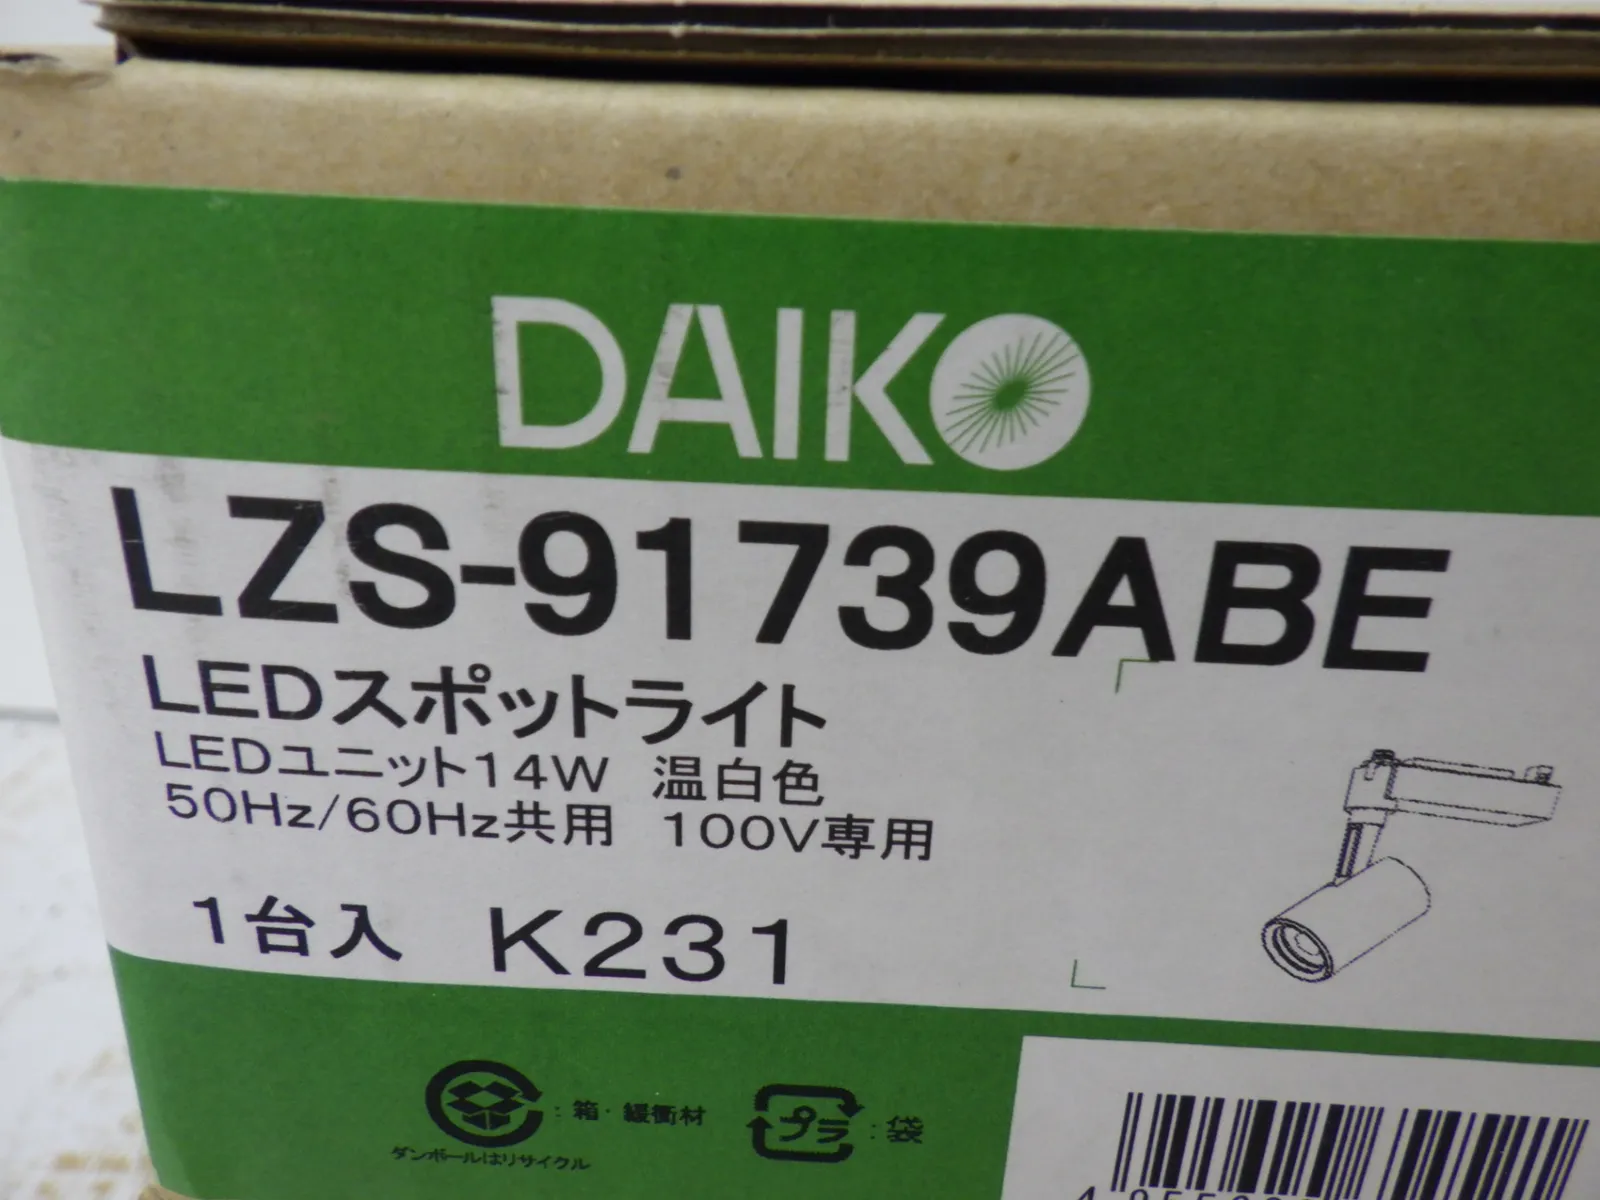 DAIKO
LZS-91739ABE
LEDスポットライト
LEDユニット14W 温白色
50Hz/60Hz共用 100V専用
1台入 K231
:箱・緩衝材
プラ :袋
ダンボールはリサイクル